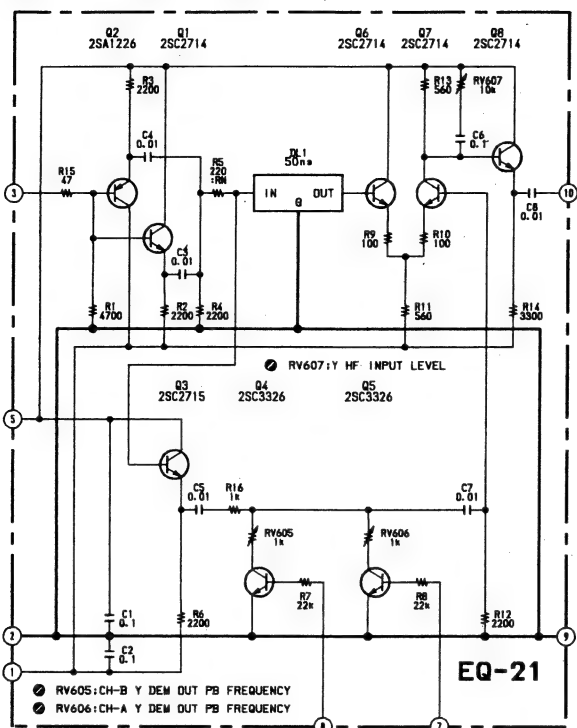 Q2
2SA1226
Q1
2SC2714
Q6
2SC2714
Q7
2SC2714
Q8
2SC2714
R3
2200
R13
560
RV607
10k
C4
0.01
R5
220
:RN
DL1
50ns
C6
0.1
3
R15
47
IN OUT
G
10
C8
0.01
C3
0.01
R9
100
R10
100
R1
4700
R2
2200
R4
2200
R11
560
R14
3300
RV607:Y HF INPUT LEVEL
Q3
2SC2715
Q4
2SC3326
Q5
2SC3326
5
C5
0.01
R16
1k
C7
0.01
RV605
1k
RV606
1k
R7
22k
R8
22k
C1
0.1
R6
2200
R12
2200
2
9
C2
0.1
1
EQ-21
RV605:CH-B Y DEM OUT PB FREQUENCY
RV606:CH-A Y DEM OUT PB FREQUENCY